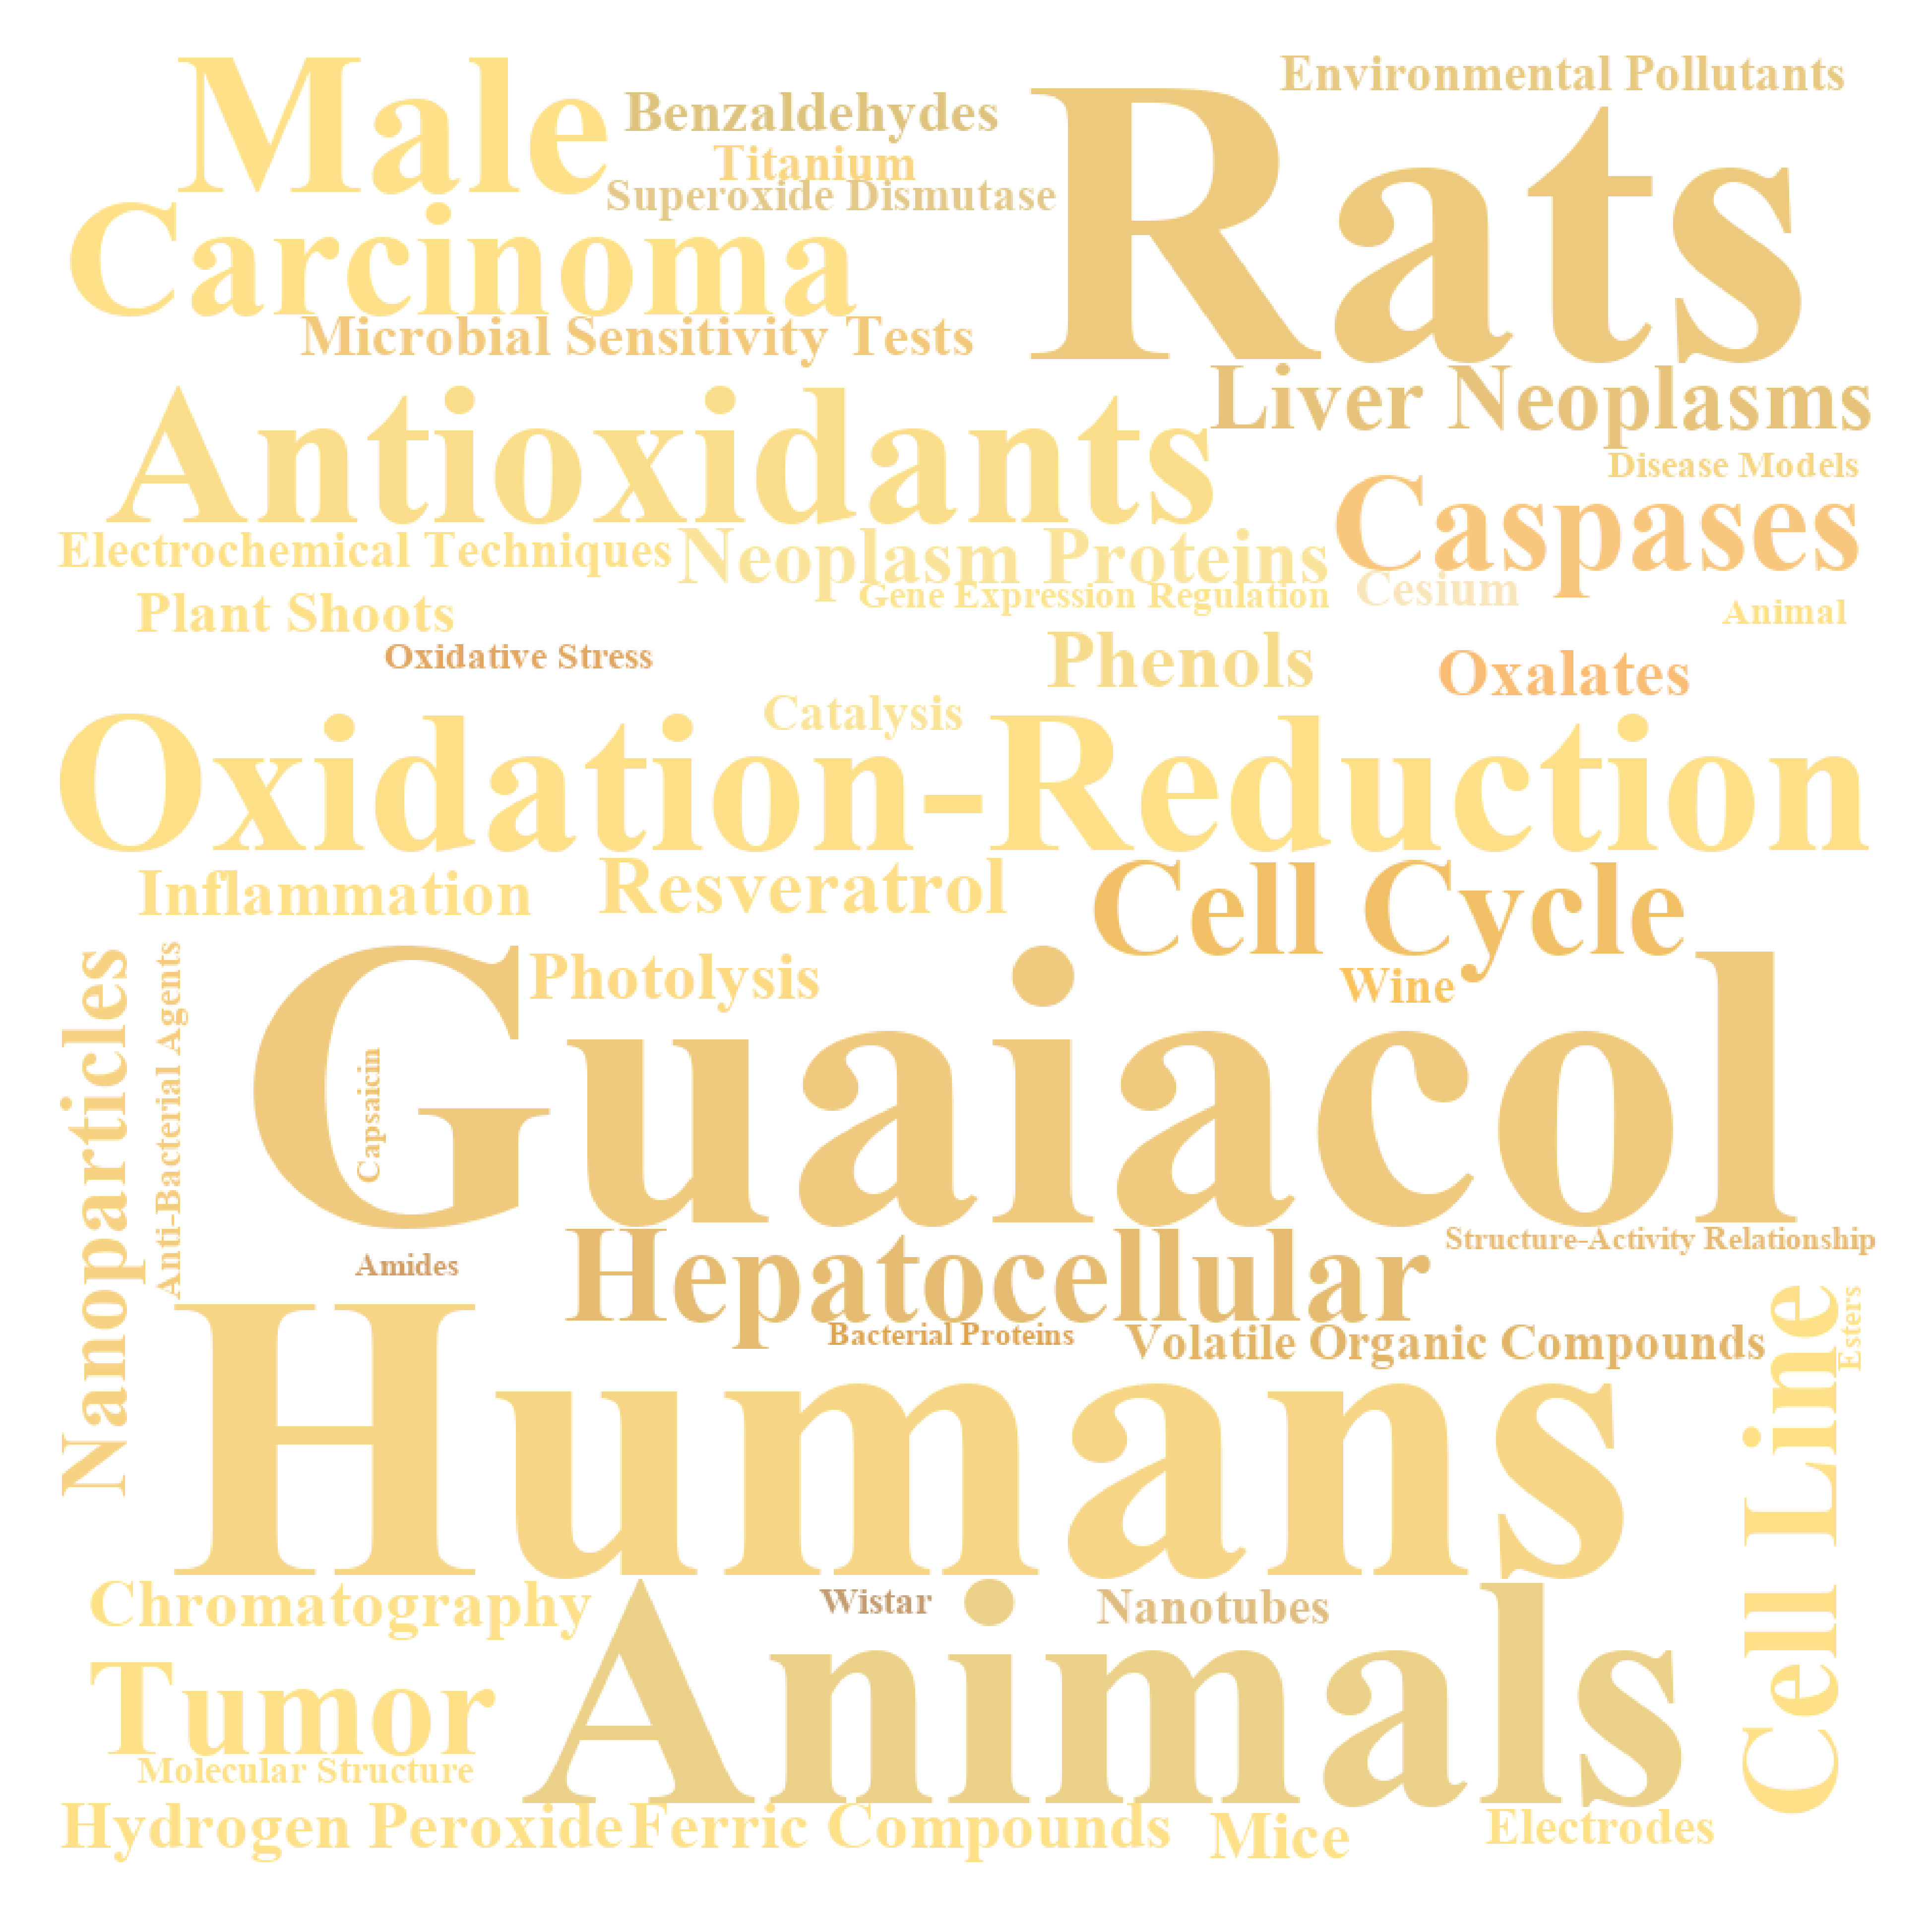 Male
Environmental Pollutants
Benzaldehydes
Rats
Titanium
Superoxide Dismutase
Carcinoma
Microbial Sensitivity Tests
Liver Neoplasms
Antioxidants
Disease Models
Caspases
Electrochemical Techniques
Neoplasm Proteins
Cesium
Gene Expression Regulation
Plant Shoots
Animal
Oxidative Stress
Phenols
Oxalates
Catalysis
Oxidation-Reduction
Inflammation
Resveratrol
Cell Cycle
Photolysis
Wine
Nanoparticles
Anti-Bacterial Agents
Guaiacol
Capsaicin
Structure-Activity Relationship
Amides
Hepatocellular
Bacterial Proteins
Volatile Organic Compounds
Esters
Humans
Cell Line
Chromatography
Wistar
Nanotubes
Animals
Tumor
Molecular Structure
Hydrogen Peroxide
Ferric Compounds
Mice
Electrodes